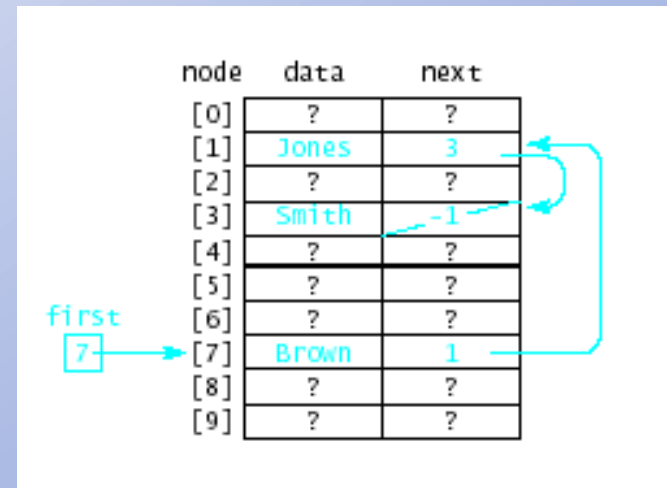 node data next
[0] ? ?
[1] Jones 3
[2] ? ?
[3] Smith -1
[4] ? ?
[5] ? ?
first
[6] ? ?
7 [7] Brown 1
[8] ? ?
[9] ? ?